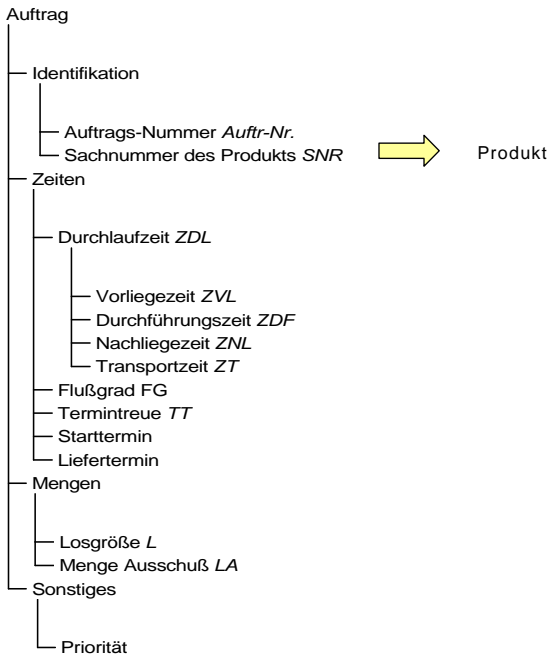 Auftrag
Identifikation
Auftrags-Nummer Auftr-Nr.
Sachnummer des Produkts SNR
Produkt
Zeiten
Durchlaufzeit ZDL
Vorliegezeit ZVL
Durchführungszeit ZDF
Nachliegezeit ZNL
Transportzeit ZT
Flußgrad FG
Termintreue TT
Starttermin
Liefertermin
Mengen
Losgröße L
Menge Ausschuß LA
Sonstiges
Priorität